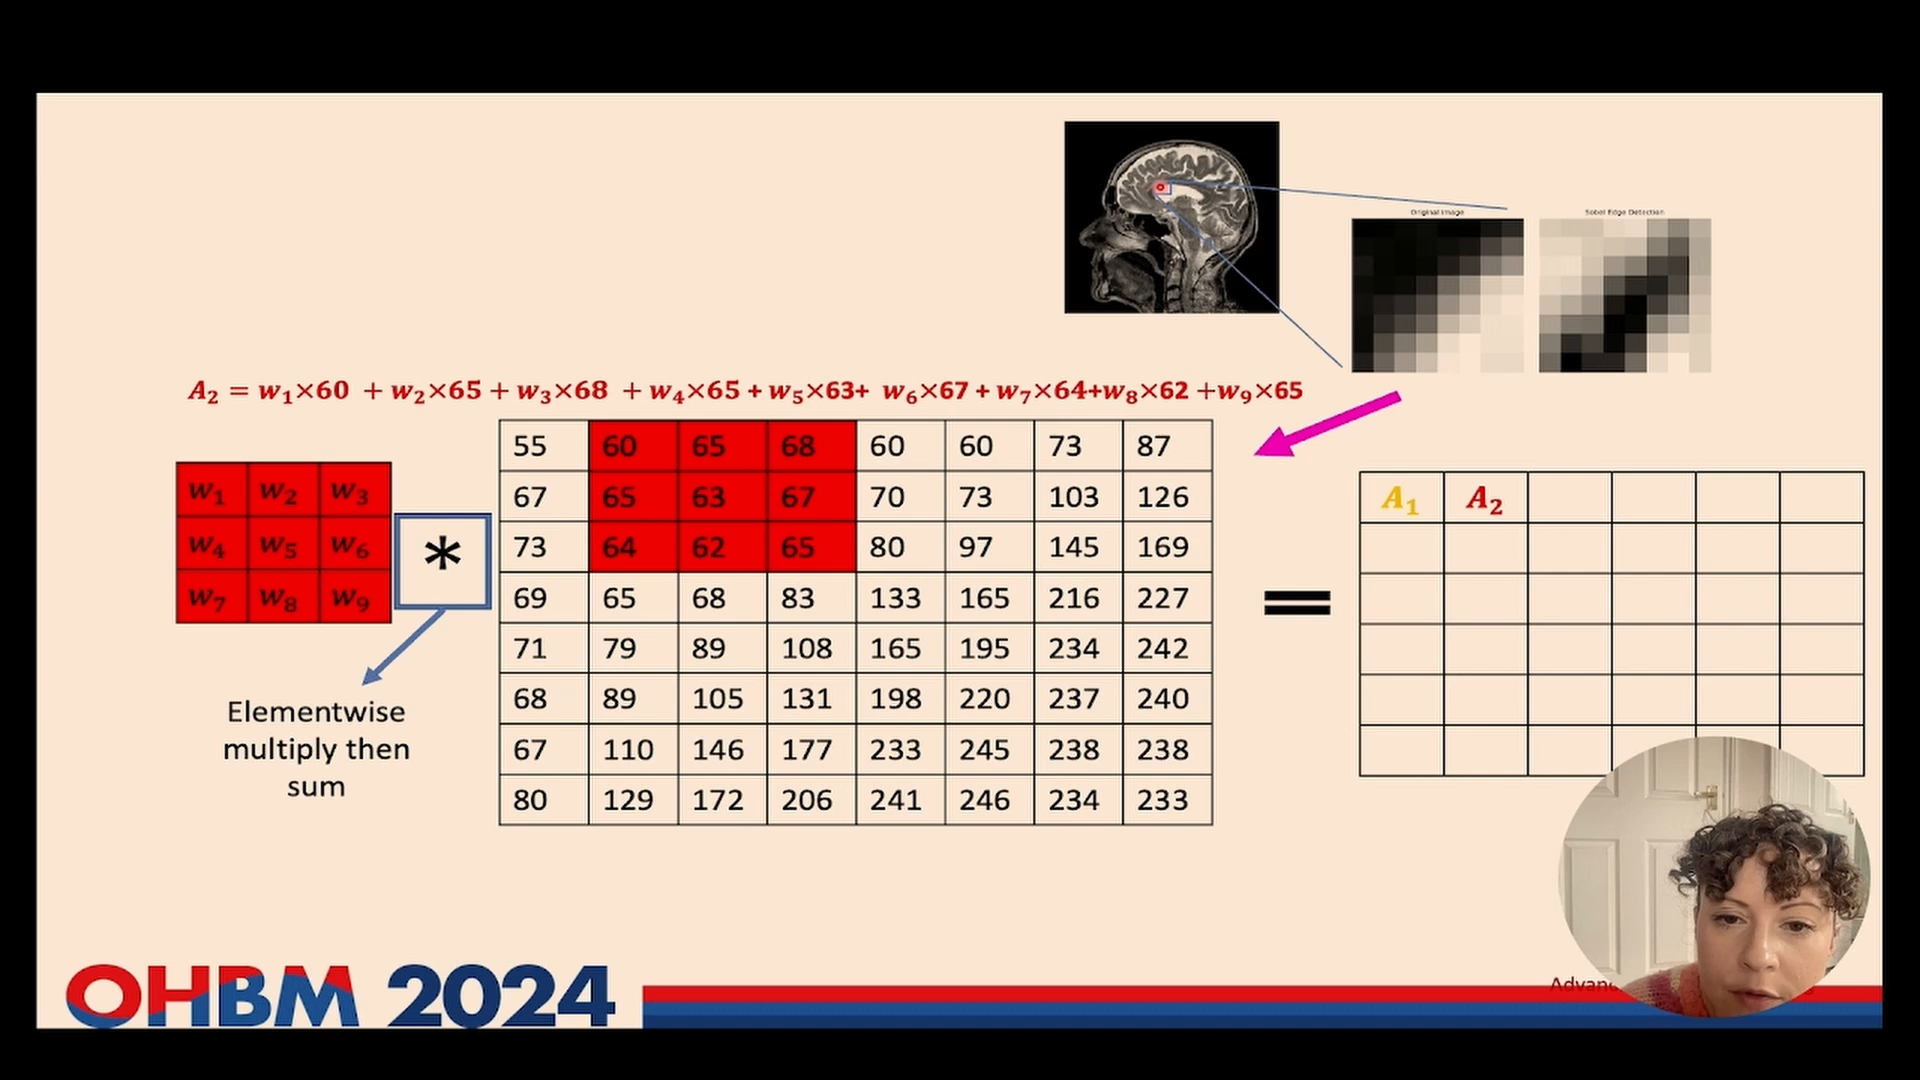 Original Image
Sobel Edge Detection
A₂ = w₁×60 + w₂×65 + w₃×68 + w₄×65 + w₅×63+ w₆×67 + w₇×64+w₈×62 +w₉×65
w₁ w₂ w₃
w₄ w₅ w₆
w₇ w₈ w₉
*
Elementwise
multiply then
sum
55 60 65 68 60 60 73 87
67 65 63 67 70 73 103 126
73 64 62 65 80 97 145 169
69 65 68 83 133 165 216 227
71 79 89 108 165 195 234 242
68 89 105 131 198 220 237 240
67 110 146 177 233 245 238 238
80 129 172 206 241 246 234 233
=
A₁ A₂
OHBM 2024